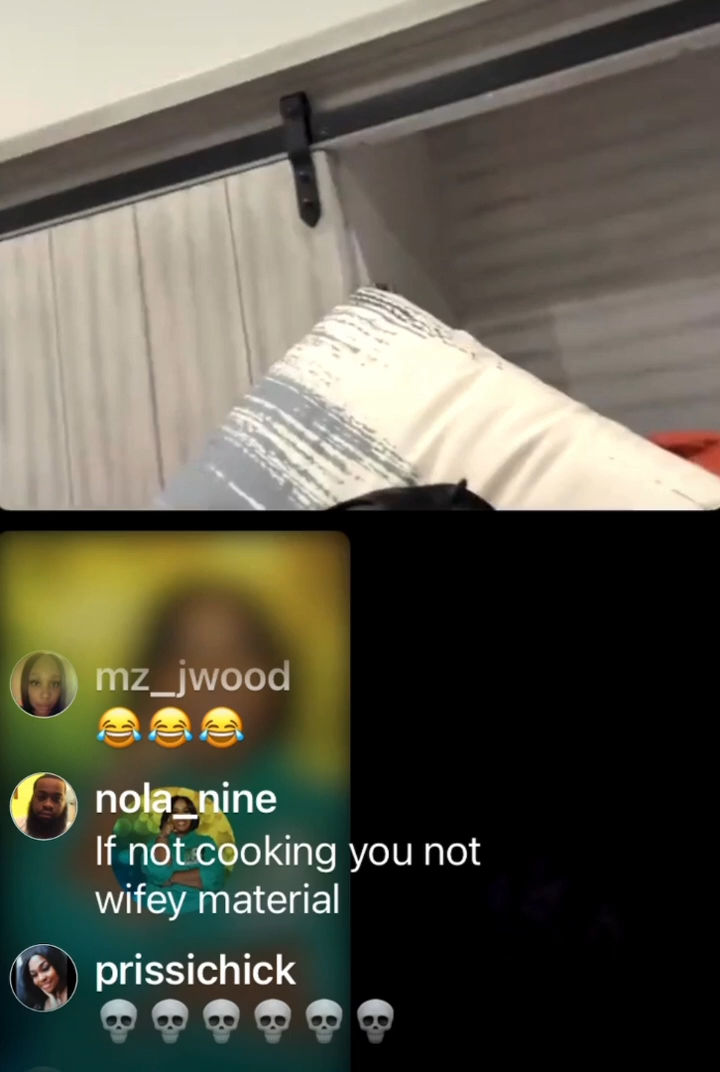 mz_jwood
😂😂😂
nola_nine
If not cooking you not
wifey material
prissichick
💀💀💀💀💀💀